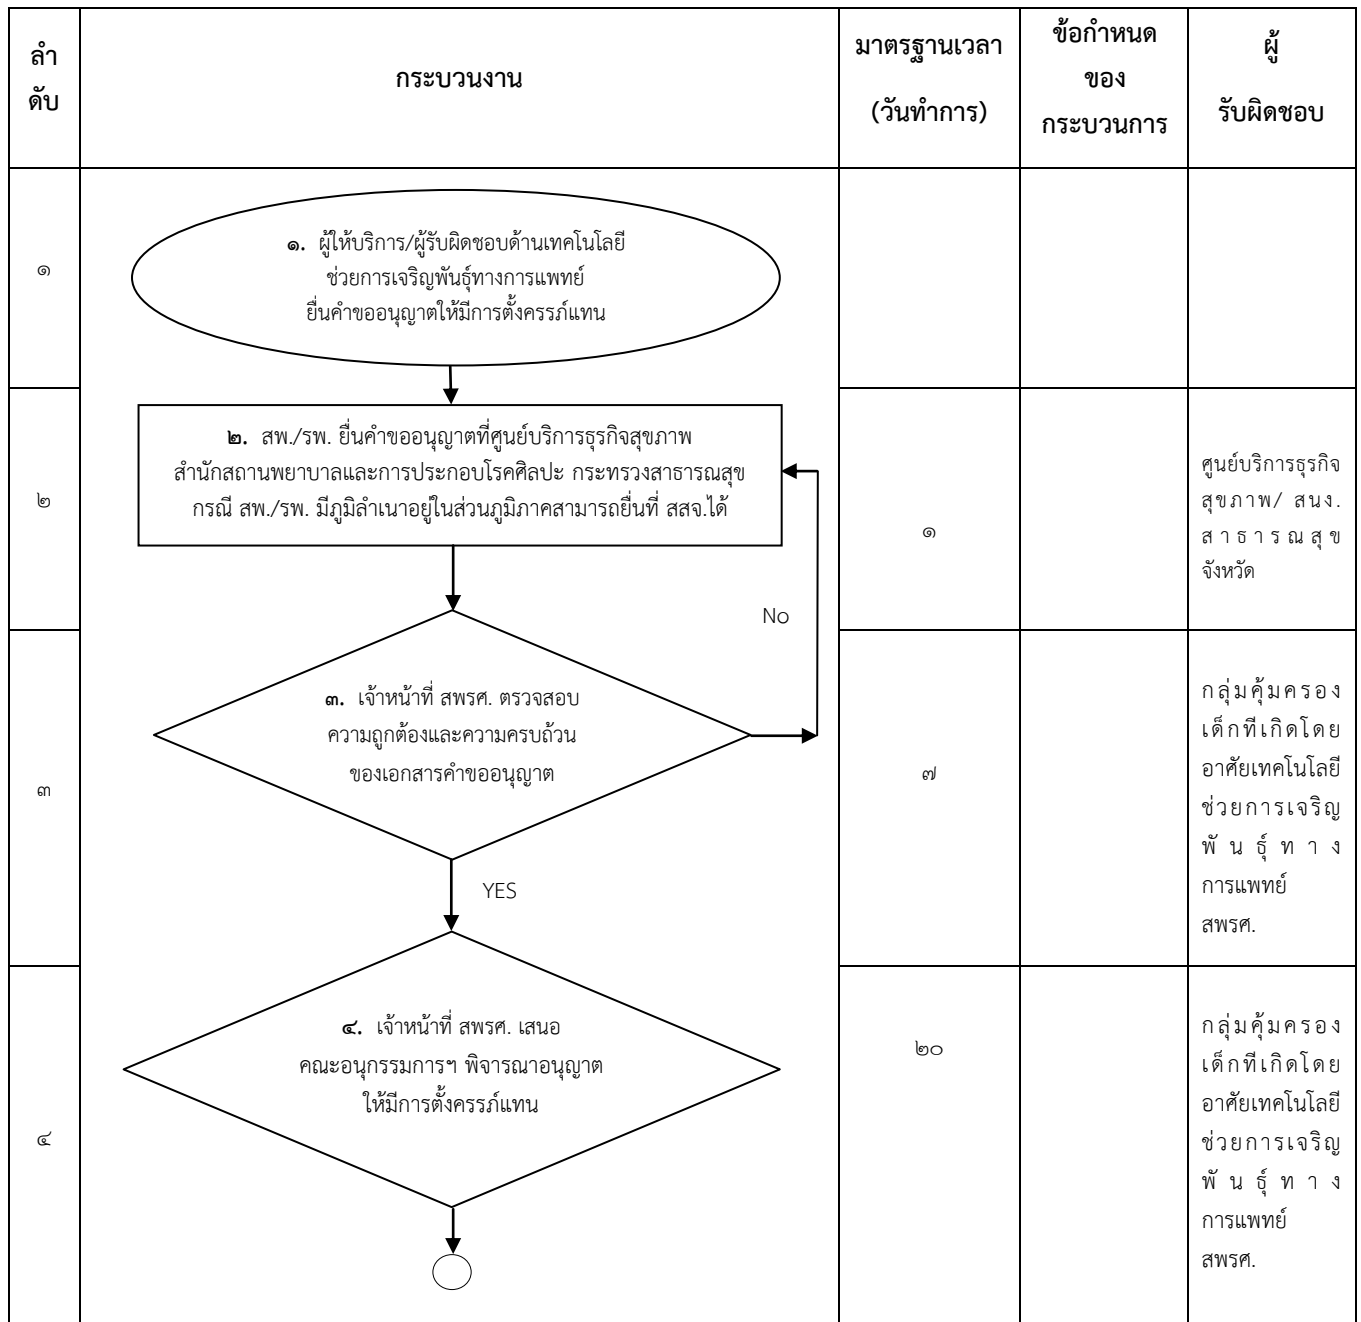 ลำ
ดับ
กระบวนงาน
มาตรฐานเวลา
(วันทำการ)
ข้อกำหนด
ของ
กระบวนการ
ผู้
รับผิดชอบ
๑
๑. ผู้ให้บริการ/ผู้รับผิดชอบด้านเทคโนโลยี
ช่วยการเจริญพันธุ์ทางการแพทย์
ยื่นคำขออนุญาตให้มีการตั้งครรภ์แทน
๒
๒. สพ./รพ. ยื่นคำขออนุญาตที่ศูนย์บริการธุรกิจสุขภาพ
สำนักสถานพยาบาลและการประกอบโรคศิลปะ กระทรวงสาธารณสุข
กรณี สพ./รพ. มีภูมิลำเนาอยู่ในส่วนภูมิภาคสามารถยื่นที่ สสจ.ได้
๑
ศูนย์บริการธุรกิจ
สุขภาพ/ สนง.
สาธารณสุข
จังหวัด
No
๓
๓. เจ้าหน้าที่ สพรศ. ตรวจสอบ
ความถูกต้องและความครบถ้วน
ของเอกสารคำขออนุญาต
๗
กลุ่มคุ้มครอง
เด็กทีเกิดโดย
อาศัยเทคโนโลยี
ช่วยการเจริญ
พันธุ์ทาง
การแพทย์
สพรศ.
YES
๔
๔. เจ้าหน้าที่ สพรศ. เสนอ
คณะอนุกรรมการฯ พิจารณาอนุญาต
ให้มีการตั้งครรภ์แทน
๒๐
กลุ่มคุ้มครอง
เด็กทีเกิดโดย
อาศัยเทคโนโลยี
ช่วยการเจริญ
พันธุ์ทาง
การแพทย์
สพรศ.